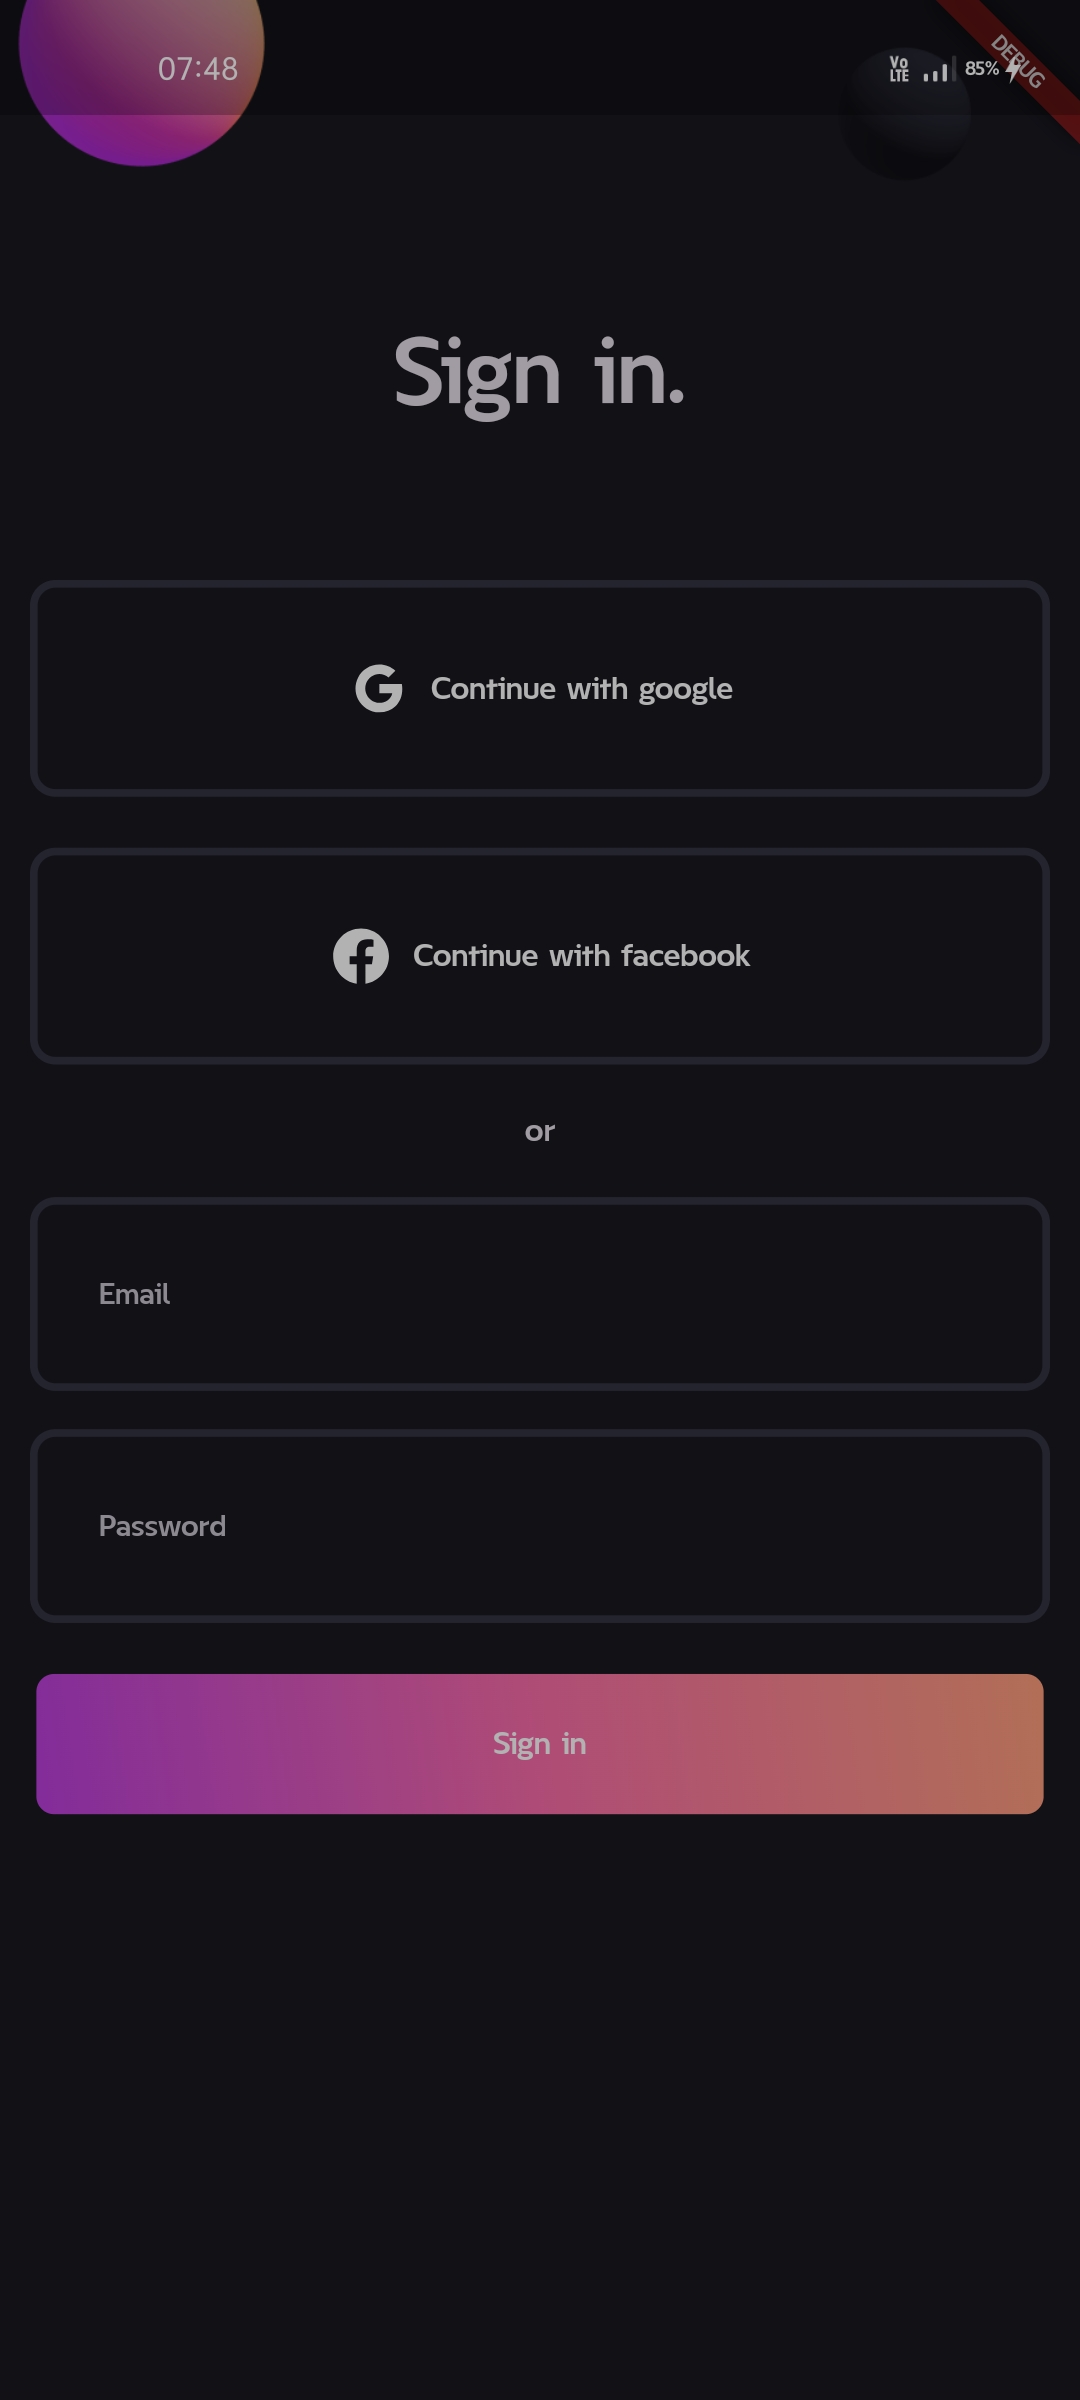 07:48
Vo
LTE
85%
DEBUG
Sign in.
Continue with google
Continue with facebook
or
Email
Password
Sign in